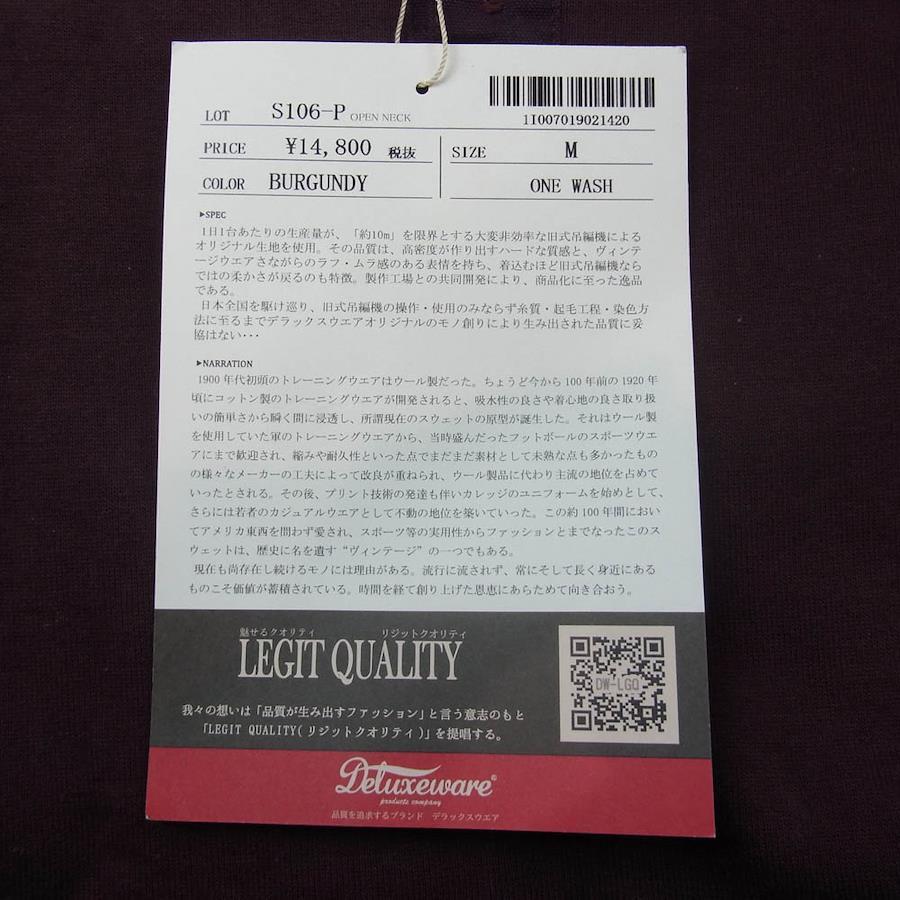 LOT S106-P OPEN NECK
1I007019021420
PRICE ¥14,800 税抜
SIZE M
COLOR BURGUNDY
ONE WASH
▶SPEC
1日1台あたりの生産量が、「約10m」を限界とする大変非効率な旧式吊編機による
オリジナル生地を使用。その品質は、高密度が作り出すハードな質感と、ヴィンテ
ージウエアさながらのラフ・ムラ感のある表情を持ち、着込むほど旧式吊編機なら
ではの柔かさが戻るのも特徴。製作工場との共同開発により、商品化に至った逸品
である。
日本全国を駆け巡り、旧式吊編機の操作・使用のみならず糸質・起毛工程・染色方
法に至るまでデラックスウエアオリジナルのモノ創りにより生み出された品質に妥
協はない･･･
▶NARRATION
1900年代初頭のトレーニングウエアはウール製だった。ちょうど今から100年前の1920年
頃にコットン製のトレーニングウエアが開発されると、吸水性の良さや着心地の良さ取り扱
いの簡単さから瞬く間に浸透し、所謂現在のスウェットの原型が誕生した。それはウール製
を使用していた軍のトレーニングウエアから、当時盛んだったフットボールのスポーツウエ
アにまで歓迎され、縮みや耐久性といった点でまだまだ素材として未熟な点も多かったもの
の様々なメーカーの工夫によって改良が重ねられ、ウール製品に代わり主流の地位を占めて
いったとされる。その後、プリント技術の発達も伴いカレッジのユニフォームを始めとして、
さらには若者のカジュアルウエアとして不動の地位を築いていった。この約100年間におい
てアメリカ東西を問わず愛され、スポーツ等の実用性からファッションとまでなったこのス
ウェットは、歴史に名を遺す“ヴィンテージ”の一つでもある。
現在も尚存在し続けるモノには理由がある。流行に流されず、常にそして長く身近にある
ものこそ価値が蓄積されている。時間を経て創り上げた恩恵にあらためて向き合おう。
魅せるクオリティ リジットクオリティ
LEGIT QUALITY
DW-LGQ
我々の想いは「品質が生み出すファッション」と言う意志のもと
「LEGIT QUALITY(リジットクオリティ)」を提唱する。
Deluxeware©
products company
品質を追求するブランド デラックスウエア